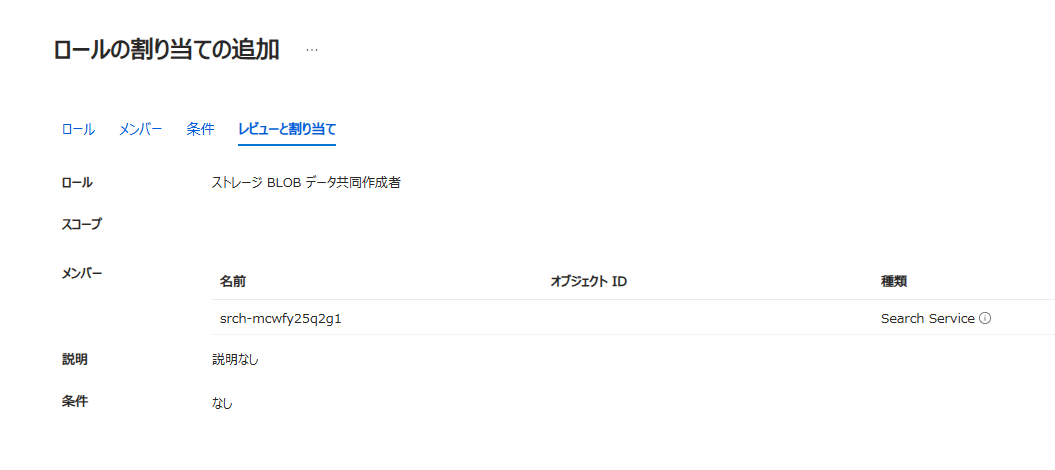 ロールの割り当ての追加 …
ロール メンバー 条件 レビューと割り当て
ロール ストレージ BLOB データ共同作成者
スコープ
メンバー
名前 オブジェクト ID 種類
srch-mcwfy25q2g1 Search Service
説明 説明なし
条件 なし